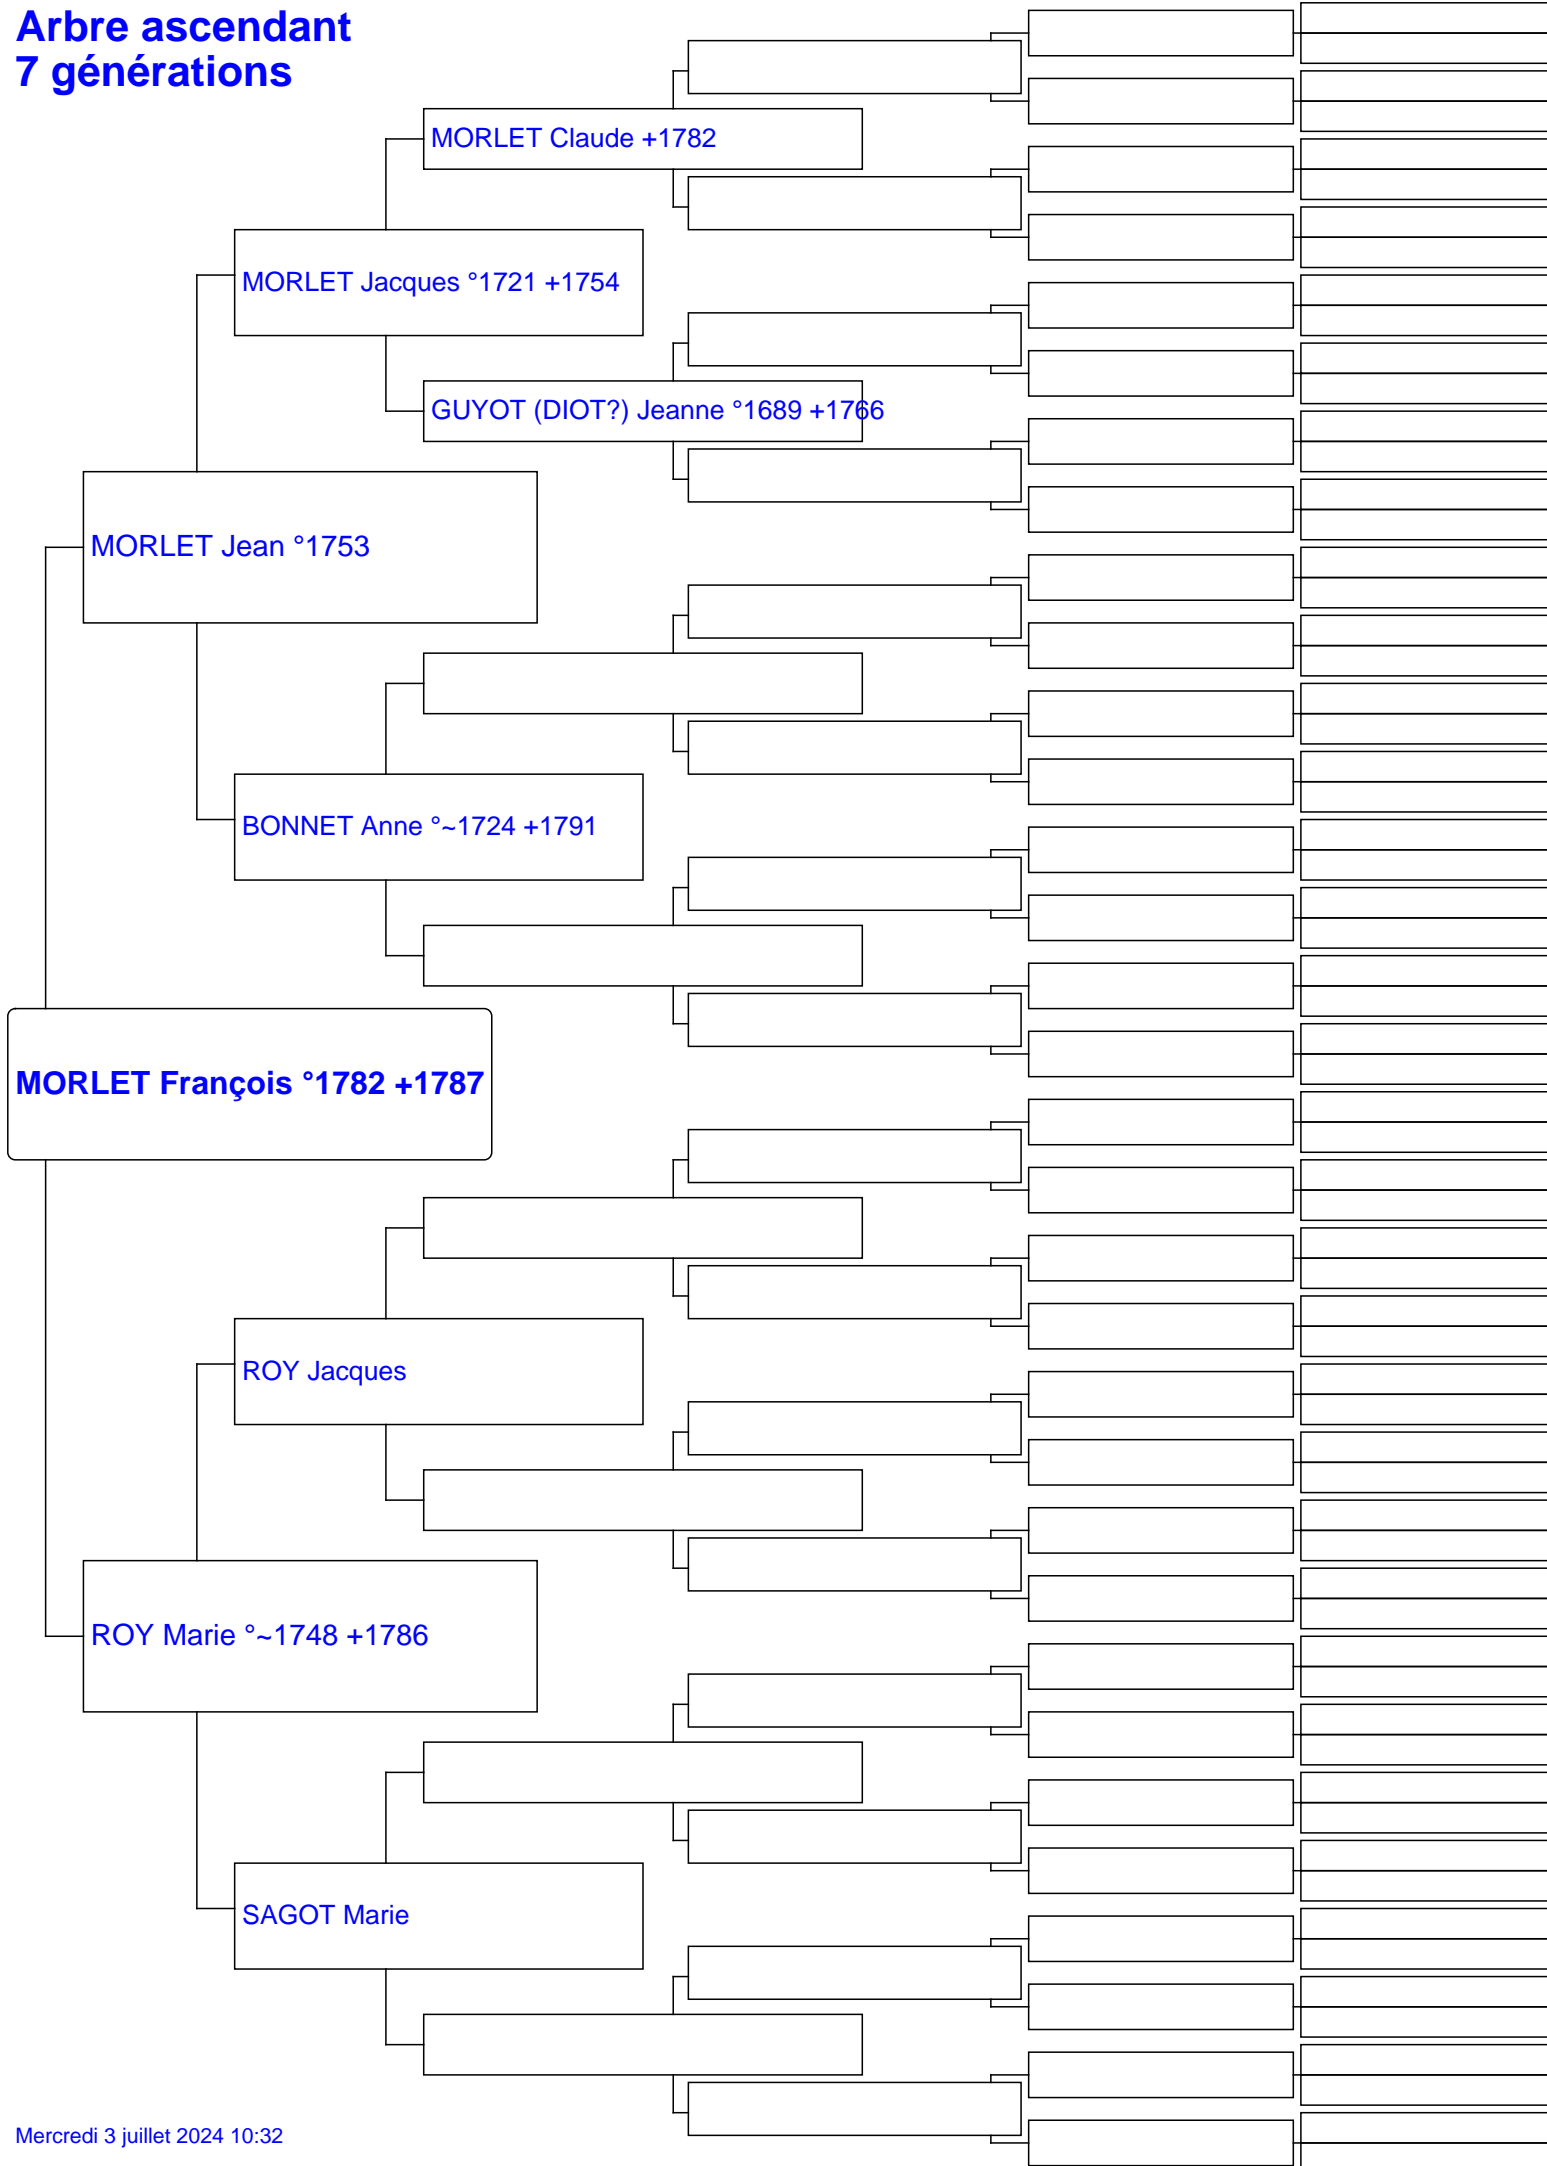 Arbre ascendant
7 générations
MORLET Claude +1782
MORLET Jacques °1721 +1754
GUYOT (DIOT?) Jeanne °1689 +1766
MORLET Jean °1753
BONNET Anne °~1724 +1791
MORLET François °1782 +1787
ROY Jacques
ROY Marie °~1748 +1786
SAGOT Marie
Mercredi 3 juillet 2024 10:32